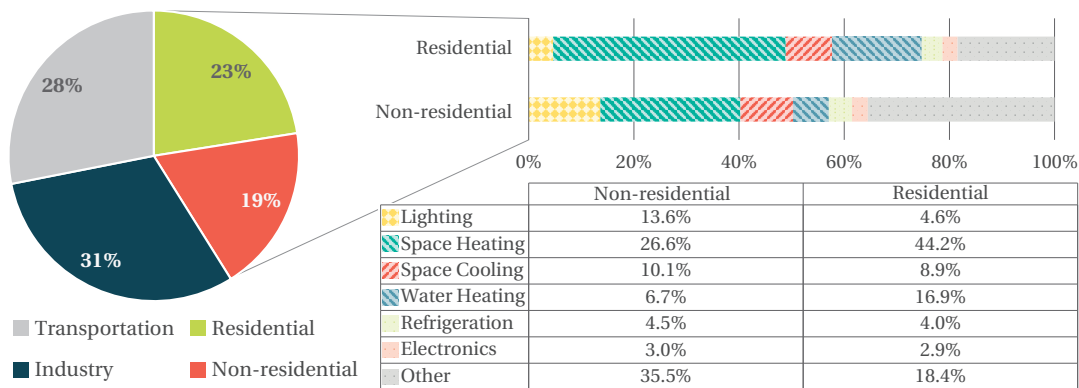 28%
23%
19%
31%
Transportation
Residential
Industry
Non-residential
Residential
Non-residential
0%
20%
40%
60%
80%
100%
Non-residential Residential
Lighting 13.6% 4.6%
Space Heating 26.6% 44.2%
Space Cooling 10.1% 8.9%
Water Heating 6.7% 16.9%
Refrigeration 4.5% 4.0%
Electronics 3.0% 2.9%
Other 35.5% 18.4%